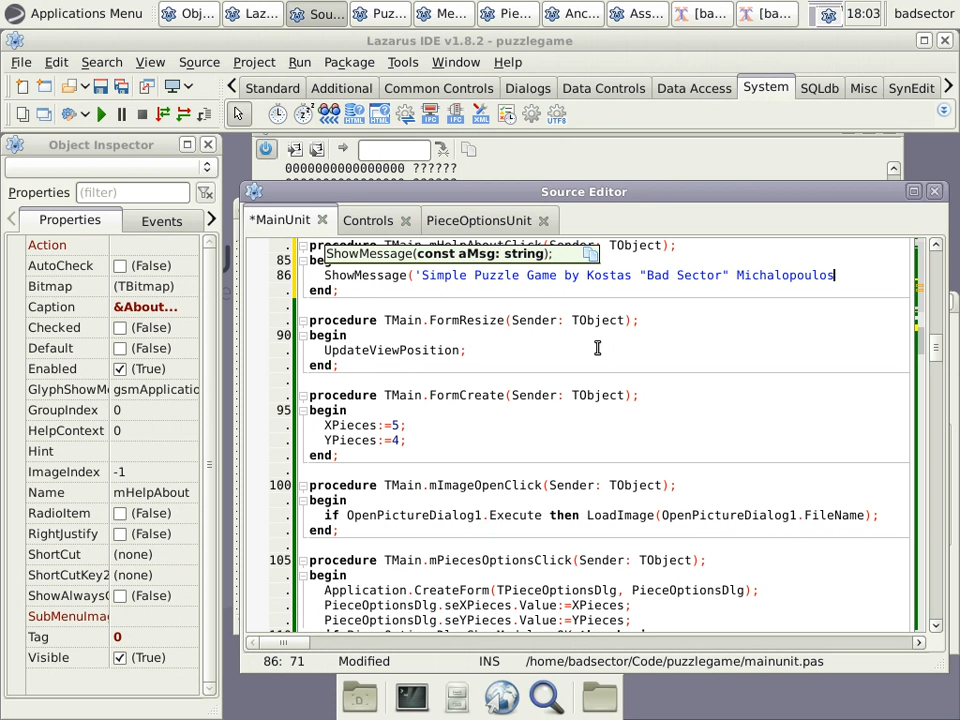 Applications Menu
Obj...
Laz...
Sou...
Puz...
Me...
Pie...
Anc...
Ass...
[ba...
[ba...
18:03
badsector
Lazarus IDE v1.8.2 - puzzlegame
File Edit Search View Source Project Run Package Tools Window Help
Standard Additional Common Controls Dialogs Data Controls Data Access System SQLdb Misc SynEdit
Object Inspector
Properties (filter)
Properties Events
Action
AutoCheck (False)
Bitmap (TBitmap)
Caption &About...
Checked (False)
Default (False)
Enabled (True)
GlyphShowMo gsmApplicatio
GroupIndex 0
HelpContext 0
Hint
ImageIndex -1
Name mHelpAbout
RadioItem (False)
RightJustify (False)
ShortCut (none)
ShortCutKey2 (none)
ShowAlways (False)
SubMenuImag
Tag 0
Visible (True)
0000000000000000 ??????
Source Editor
*MainUnit Controls PieceOptionsUnit
procedure TMain.mHelpAboutClick(Sender: TObject);
ShowMessage(const aMsg: string);
85 be
86 ShowMessage('Simple Puzzle Game by Kostas "Bad Sector" Michalopoulos
. end;
.
. procedure TMain.FormResize(Sender: TObject);
90 begin
. UpdateViewPosition;
. end;
.
. procedure TMain.FormCreate(Sender: TObject);
95 begin
. XPieces:=5;
. YPieces:=4;
. end;
.
100 procedure TMain.mImageOpenClick(Sender: TObject);
. begin
. if OpenPictureDialog1.Execute then LoadImage(OpenPictureDialog1.FileName);
. end;
.
105 procedure TMain.mPiecesOptionsClick(Sender: TObject);
. begin
. Application.CreateForm(TPieceOptionsDlg, PieceOptionsDlg);
. PieceOptionsDlg.seXPieces.Value:=XPieces;
. PieceOptionsDlg.seYPieces.Value:=YPieces;
86: 71 Modified INS /home/badsector/Code/puzzlegame/mainunit.pas